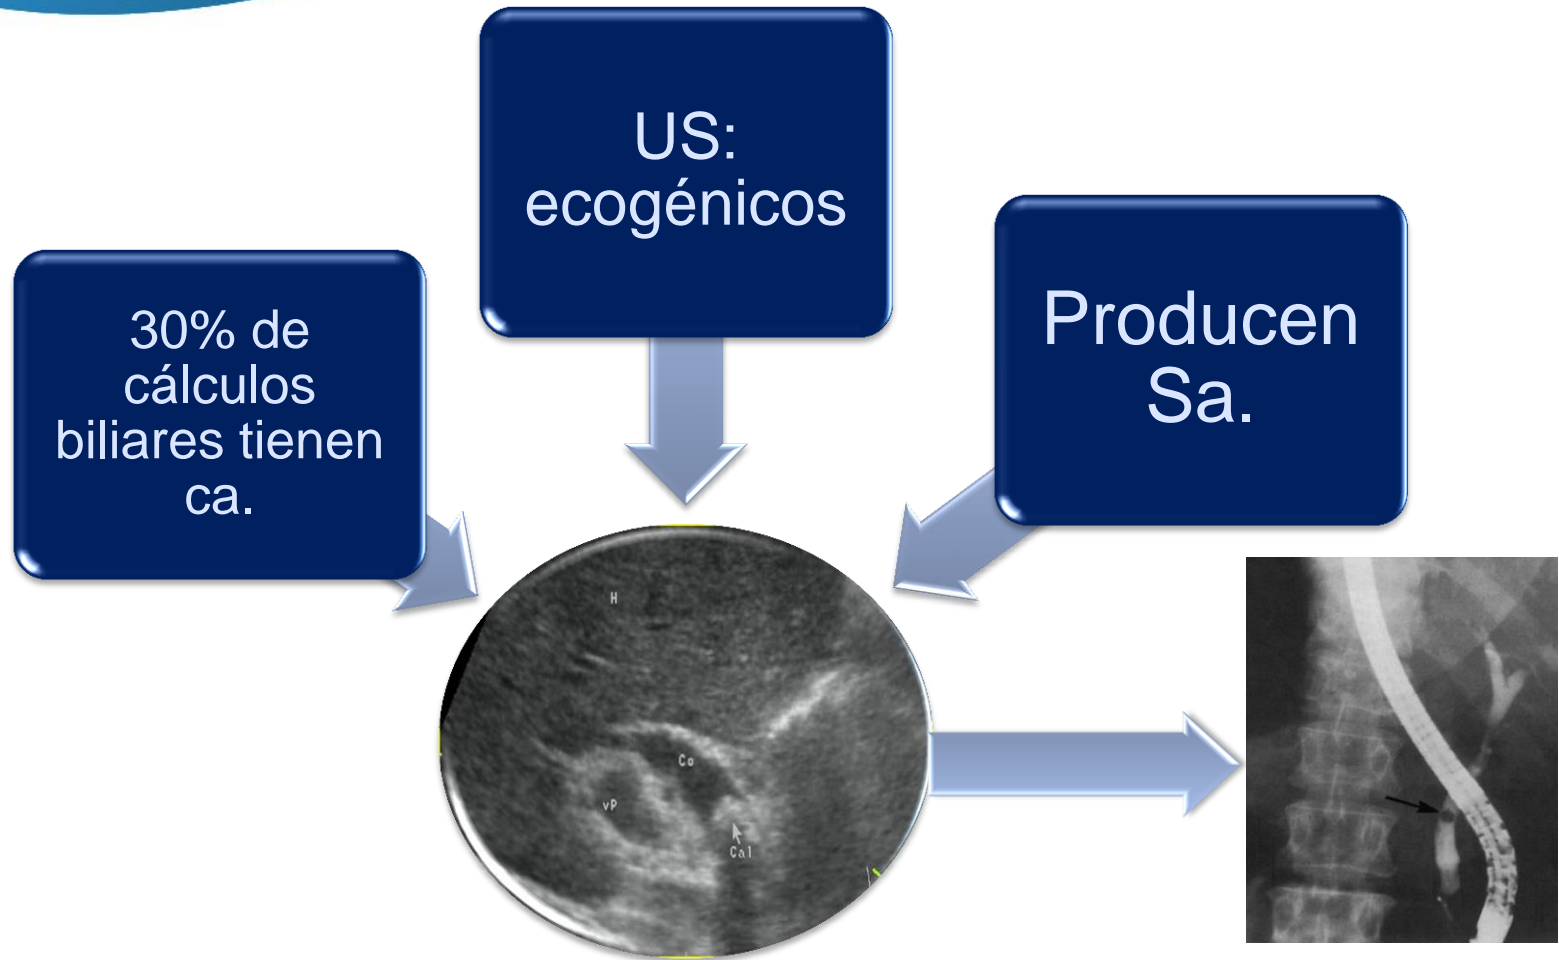 US:
ecogénicos
30% de
cálculos
biliares tienen
ca.
Producen
Sa.
H
Co
vP
Cal